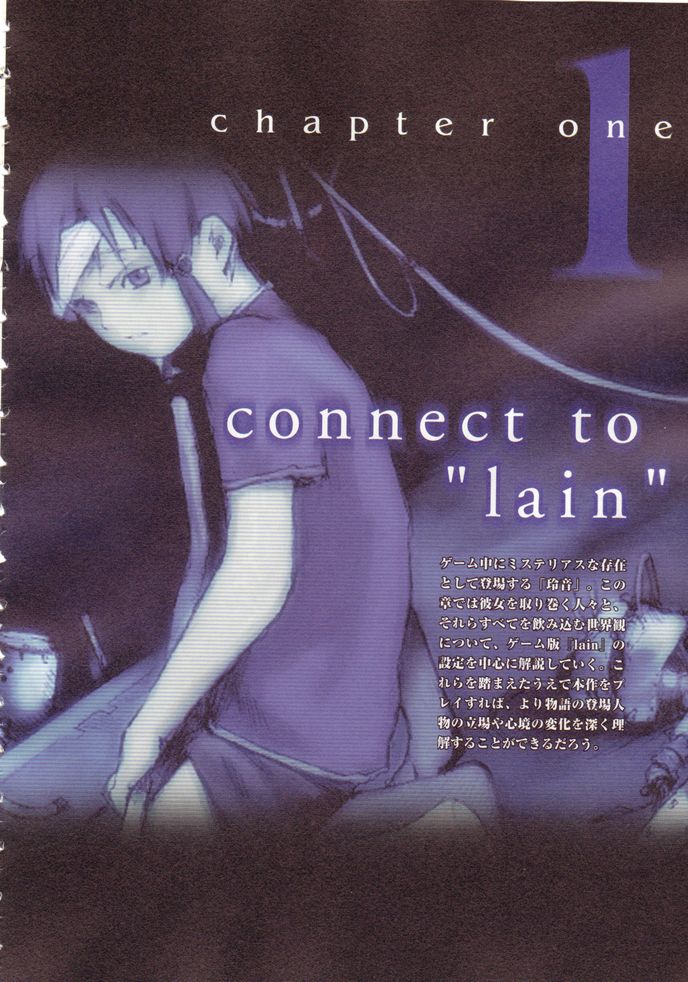 chapter one
1
connect to
"lain"
ゲーム中にミステリアスな存在
として登場する「玲音」。この
章では彼女を取り巻く人々と、
それらすべてを飲み込む世界観
について、ゲーム版『lain』の
設定を中心に解説していく。こ
れらを踏まえたうえで本作をプ
レイすれば、より物語の登場人
物の立場や心境の変化を深く理
解することができるだろう。